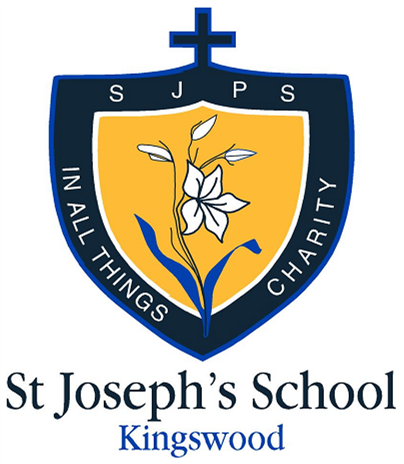 S J P S
IN ALL THINGS
CHARITY
St Joseph's School
Kingswood